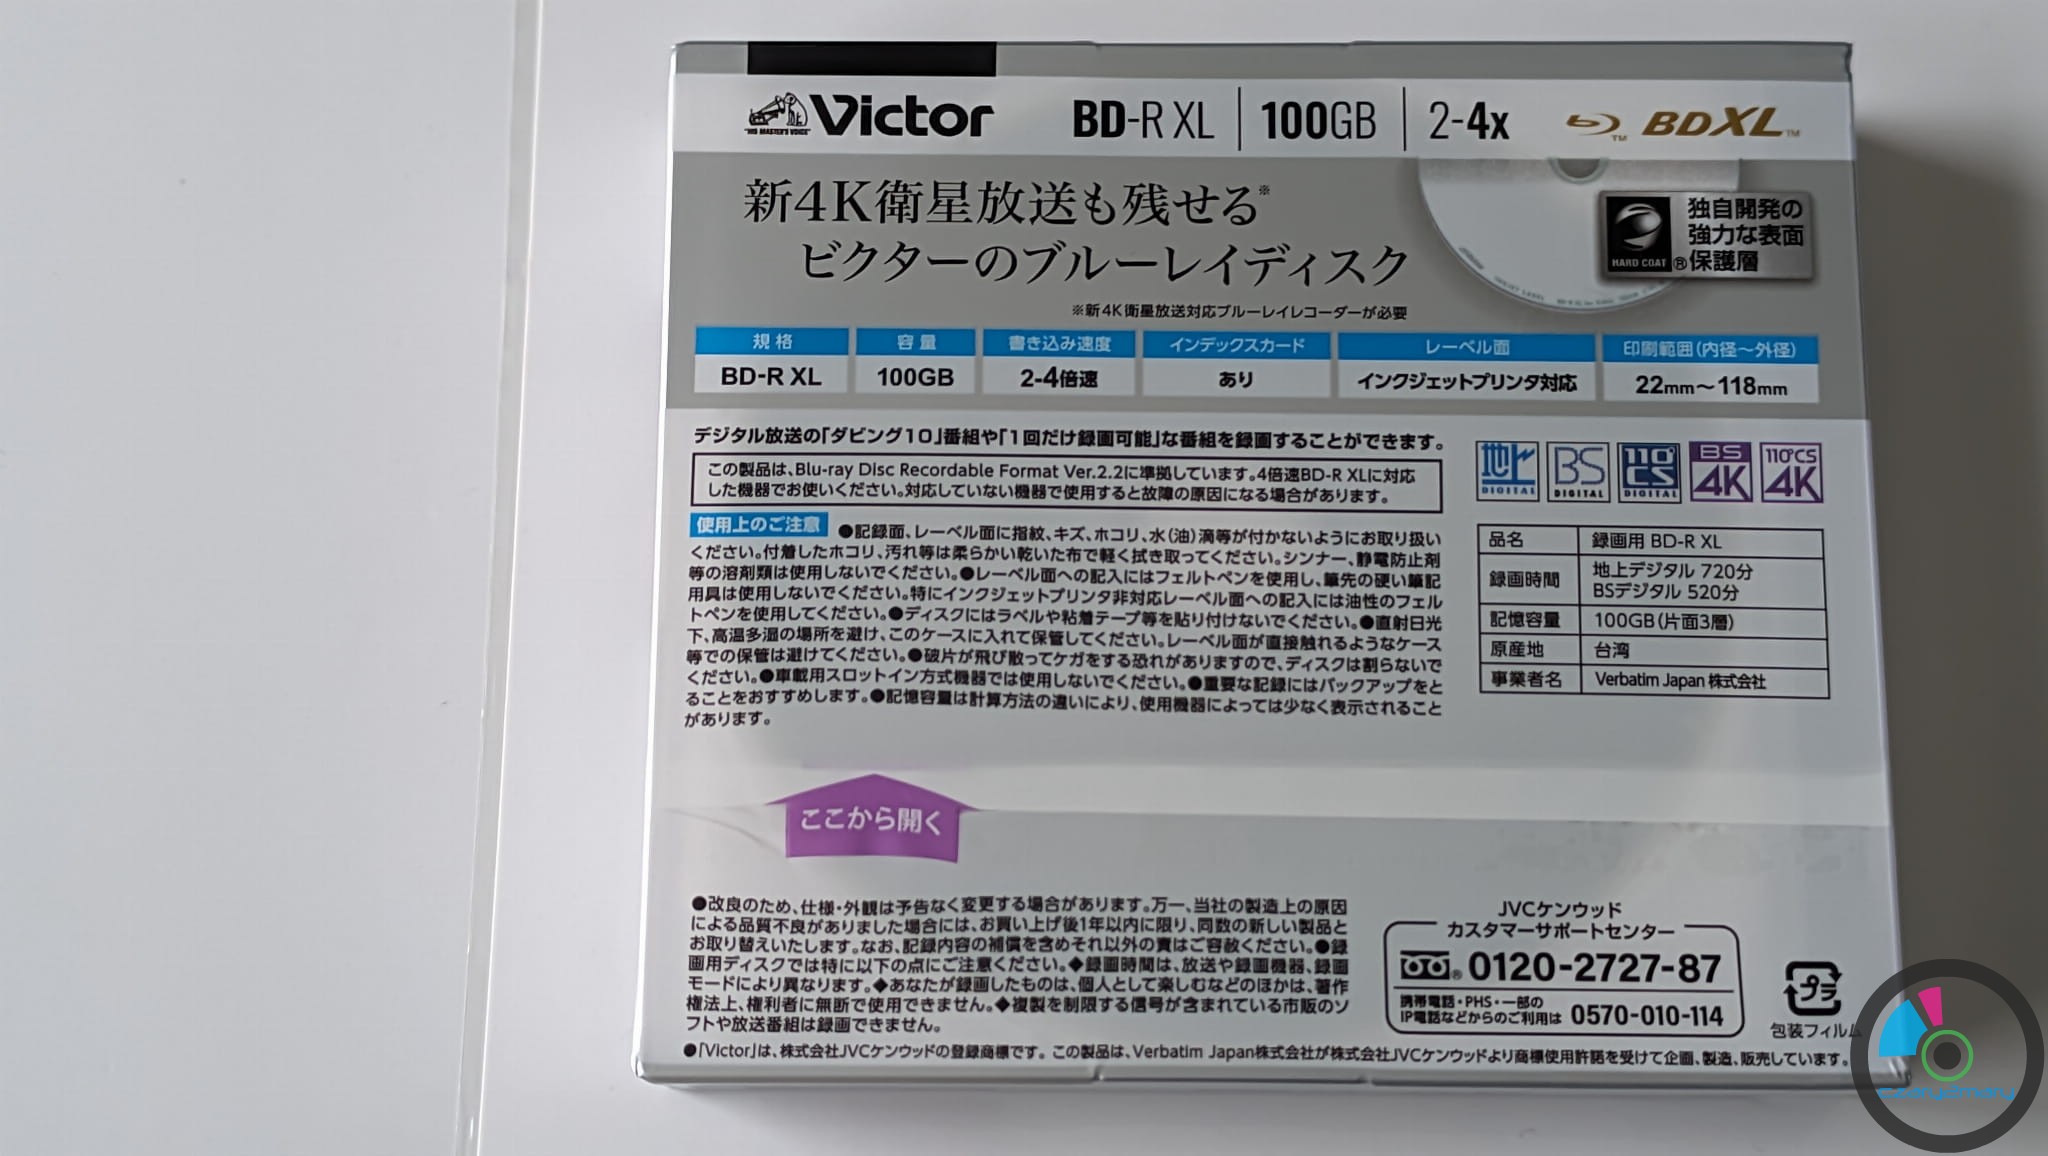 "HIS MASTER'S VOICE"
Victor
BD-R XL
100GB
2-4x
TM
BDXL™
新4K衛星放送も残せる※
ビクターのブルーレイディスク
※新4K衛星放送対応ブルーレイレコーダーが必要
HARD COAT®
独自開発の
強力な表面
保護層
規格
BD-R XL
容量
100GB
書き込み速度
2-4倍速
インデックスカード
あり
レーベル面
インクジェットプリンタ対応
印刷範囲(内径～外径)
22mm～118mm
デジタル放送の「ダビング10」番組や「1回だけ録画可能」な番組を録画することができます。
この製品は、Blu-ray Disc Recordable Format Ver.2.2に準拠しています。4倍速BD-R XLに対応
した機器でお使いください。対応していない機器で使用すると故障の原因になる場合があります。
地上 DIGITAL
BS DIGITAL
110° CS DIGITAL
BS 4K
110°CS 4K
使用上のご注意 ●記録面、レーベル面に指紋、キズ、ホコリ、水(油)滴等が付かないようにお取り扱い
ください。付着したホコリ、汚れ等は柔らかい乾いた布で軽く拭き取ってください。シンナー、静電防止剤
等の溶剤類は使用しないでください。●レーベル面への記入にはフェルトペンを使用し、筆先の硬い筆記
用具は使用しないでください。特にインクジェットプリンタ非対応レーベル面への記入には油性のフェル
トペンを使用してください。●ディスクにはラベルや粘着テープ等を貼り付けないでください。●直射日光
下、高温多湿の場所を避け、このケースに入れて保管してください。レーベル面が直接触れるようなケース
等での保管は避けてください。●破片が飛び散ってケガをする恐れがありますので、ディスクは割らないで
ください。●車載用スロットイン方式機器では使用しないでください。●重要な記録にはバックアップをと
ることをおすすめします。●記憶容量は計算方法の違いにより、使用機器によっては少なく表示されること
があります。
品名 録画用 BD-R XL
録画時間 地上デジタル 720分
BSデジタル 520分
記憶容量 100GB(片面3層)
原産地 台湾
事業者名 Verbatim Japan 株式会社
ここから開く
●改良のため、仕様・外観は予告なく変更する場合があります。万一、当社の製造上の原因
による品質不良がありました場合には、お買い上げ後1年以内に限り、同数の新しい製品と
お取り替えいたします。なお、記録内容の補償を含めそれ以外の責はご容赦ください。●録
画用ディスクでは特に以下の点にご注意ください。◆録画時間は、放送や録画機器、録画
モードにより異なります。◆あなたが録画したものは、個人として楽しむなどのほかは、著作
権法上、権利者に無断で使用できません。◆複製を制限する信号が含まれている市販のソ
フトや放送番組は録画できません。
●「Victor」は、株式会社JVCケンウッドの登録商標です。この製品は、Verbatim Japan株式会社が株式会社JVCケンウッドより商標使用許諾を受けて企画、製造、販売しています。
JVCケンウッド
カスタマーサポートセンター
® 0120-2727-87
携帯電話・PHS・一部の
IP電話などからのご利用は 0570-010-114
プラ
包装フィルム